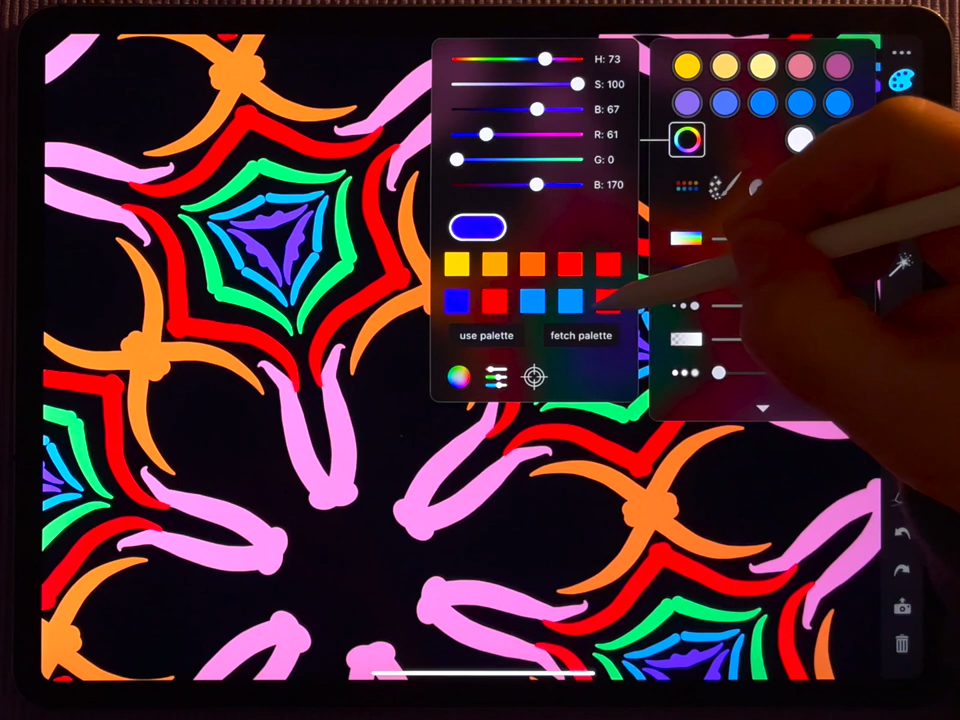 H: 73
S: 100
B: 67
R: 61
G: 0
B: 170
use palette
fetch palette